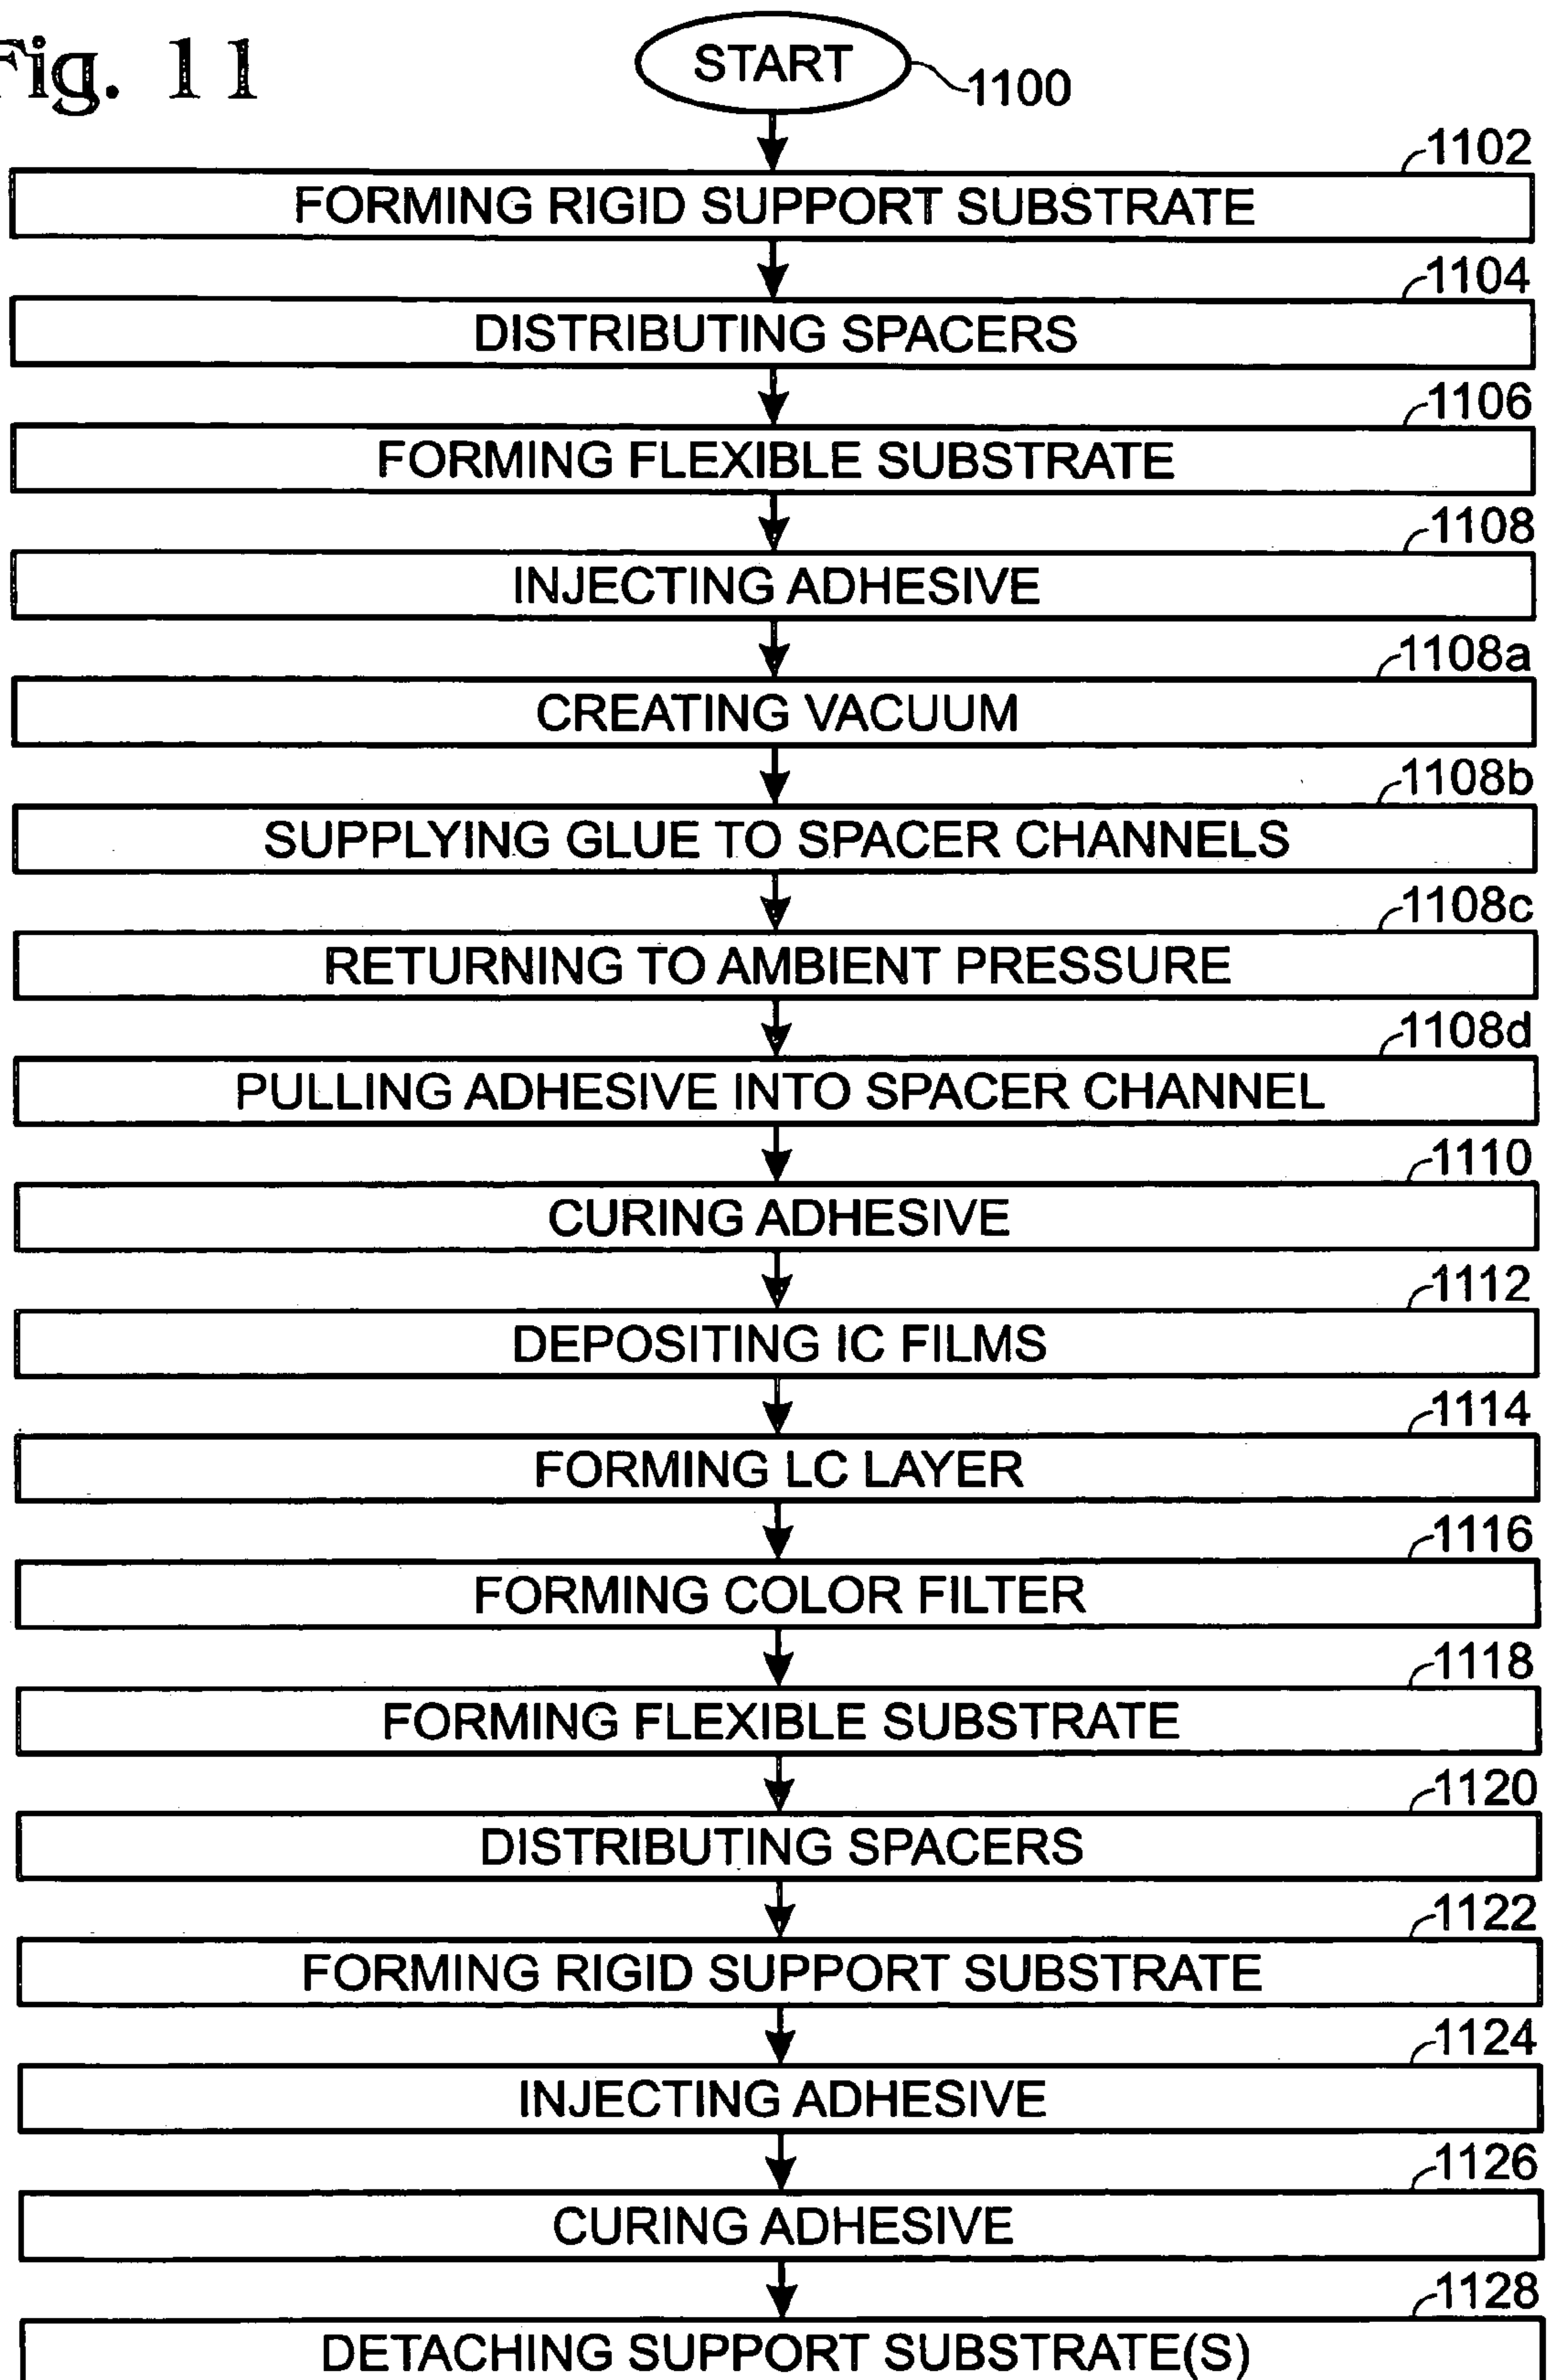 Fig. 11
START
1100
1102
FORMING RIGID SUPPORT SUBSTRATE
1104
DISTRIBUTING SPACERS
1106
FORMING FLEXIBLE SUBSTRATE
1108
INJECTING ADHESIVE
1108a
CREATING VACUUM
1108b
SUPPLYING GLUE TO SPACER CHANNELS
1108c
RETURNING TO AMBIENT PRESSURE
1108d
PULLING ADHESIVE INTO SPACER CHANNEL
1110
CURING ADHESIVE
1112
DEPOSITING IC FILMS
1114
FORMING LC LAYER
1116
FORMING COLOR FILTER
1118
FORMING FLEXIBLE SUBSTRATE
1120
DISTRIBUTING SPACERS
1122
FORMING RIGID SUPPORT SUBSTRATE
1124
INJECTING ADHESIVE
1126
CURING ADHESIVE
1128
DETACHING SUPPORT SUBSTRATE(S)